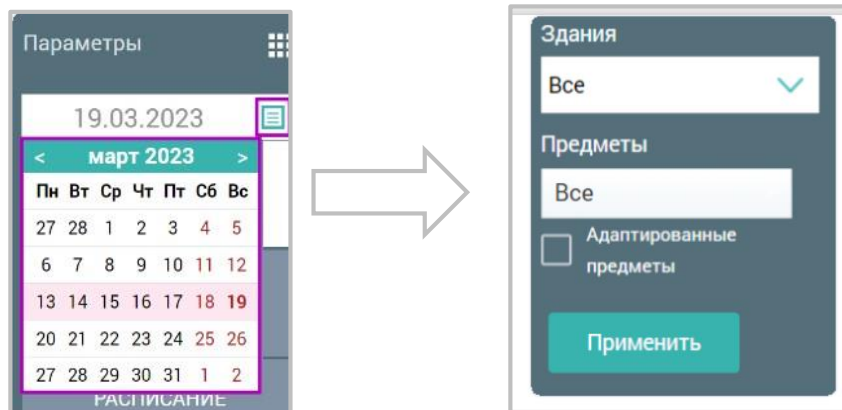 Параметры
19.03.2023
< март 2023 >
Пн Вт Ср Чт Пт Сб Вс
27 28 1 2 3 4 5
6 7 8 9 10 11 12
13 14 15 16 17 18 19
20 21 22 23 24 25 26
27 28 29 30 31 1 2
РАСПИСАНИЕ
Здания
Все
Предметы
Все
Адаптированные
предметы
Применить